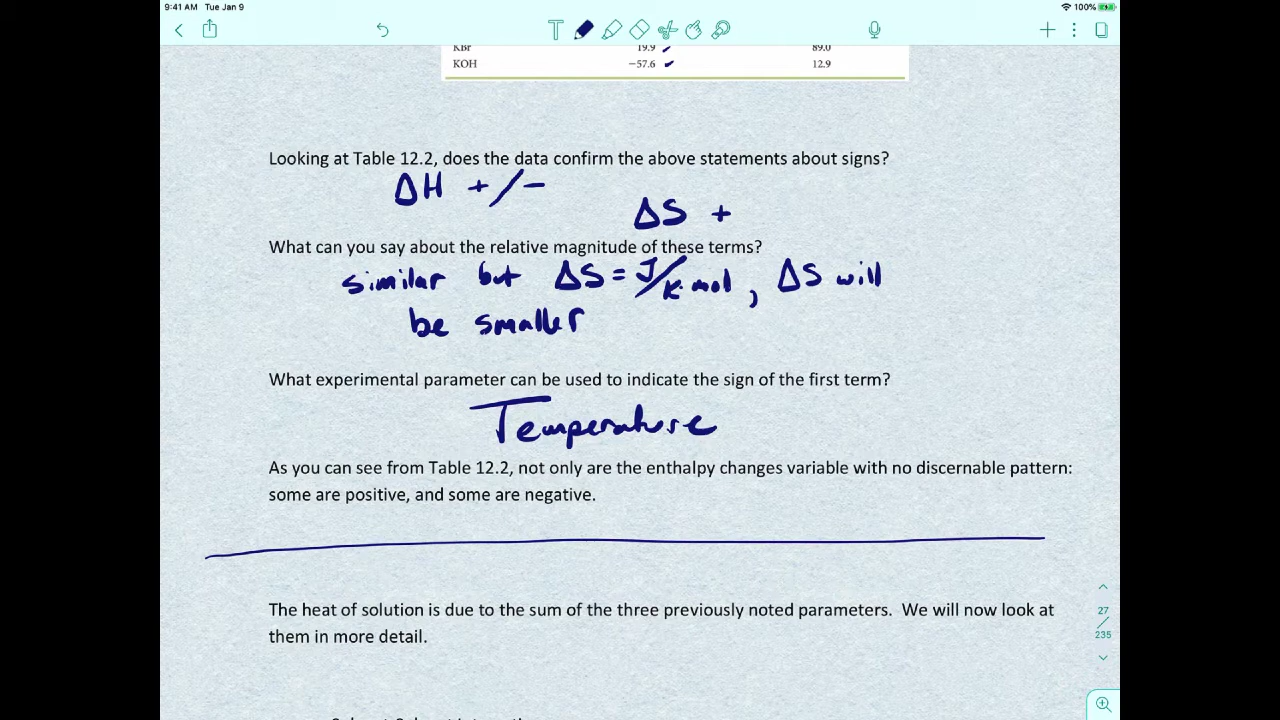 9:41 AM Tue Jan 9
100%
T
KBr 19.9 89.0
KOH −57.6 12.9
Looking at Table 12.2, does the data confirm the above statements about signs?
ΔH +/−
ΔS +
What can you say about the relative magnitude of these terms?
similar but ΔS = J/K·mol, ΔS will
be smaller
What experimental parameter can be used to indicate the sign of the first term?
Temperature
As you can see from Table 12.2, not only are the enthalpy changes variable with no discernable pattern:
some are positive, and some are negative.
The heat of solution is due to the sum of the three previously noted parameters. We will now look at
them in more detail.
27
/
235